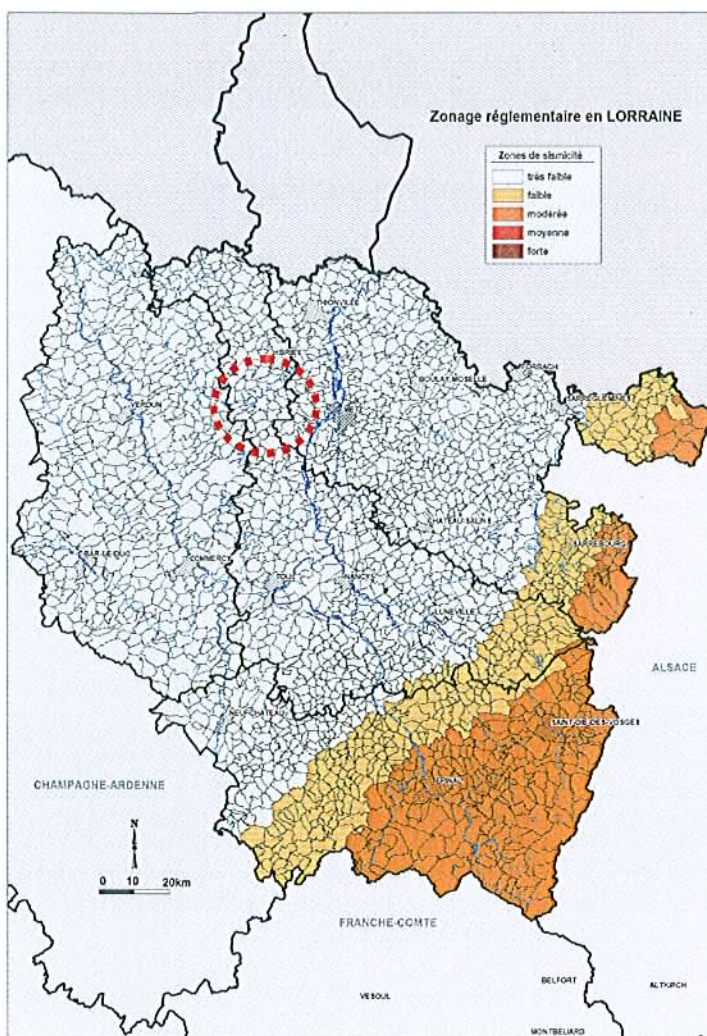 Zonage réglementaire en LORRAINE
Zones de sismicité
très faible
faible
modérée
moyenne
forte
THIONVILLE
BOULAY-MOSELLE
VERDUN
METZ
SARREGUEMINES
CHATEAU-SALINS
SARREBOURG
BAR-LE-DUC
COMMERCY
TOUL
NANCY
LUNEVILLE
ALSACE
NEUFCHATEAU
SAINT-DIE-DES-VOSGES
EPINAL
CHAMPAGNE-ARDENNE
N
0 10 20km
FRANCHE-COMTE
BELFORT
ALTKIRCH
VESOUL
MONTBELIARD